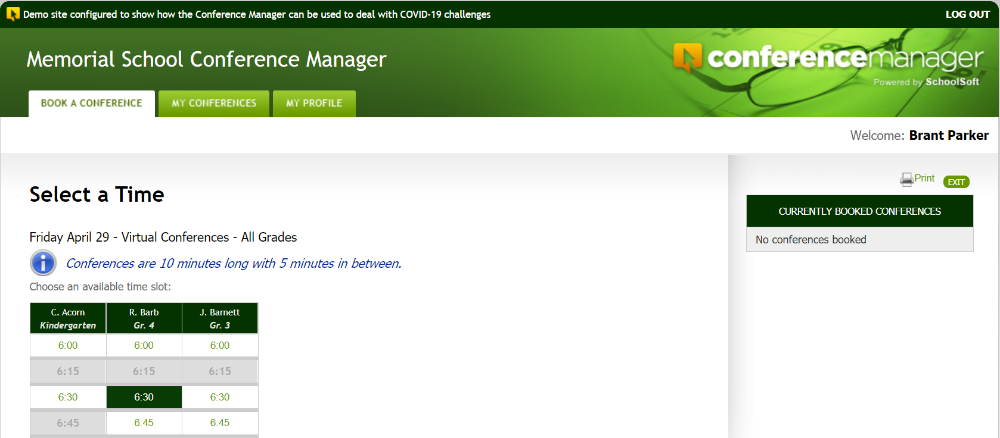 Demo site configured to show how the Conference Manager can be used to deal with COVID-19 challenges
LOG OUT
Memorial School Conference Manager
conferencemanager
Powered by SchoolSoft
BOOK A CONFERENCE
MY CONFERENCES
MY PROFILE
Welcome: Brant Parker
Print
EXIT
Select a Time
CURRENTLY BOOKED CONFERENCES
No conferences booked
Friday April 29 - Virtual Conferences - All Grades
Conferences are 10 minutes long with 5 minutes in between.
Choose an available time slot:
C. Acorn R. Barb J. Barnett
Kindergarten Gr. 4 Gr. 3
6:00 6:00 6:00
6:15 6:15 6:15
6:30 6:30 6:30
6:45 6:45 6:45